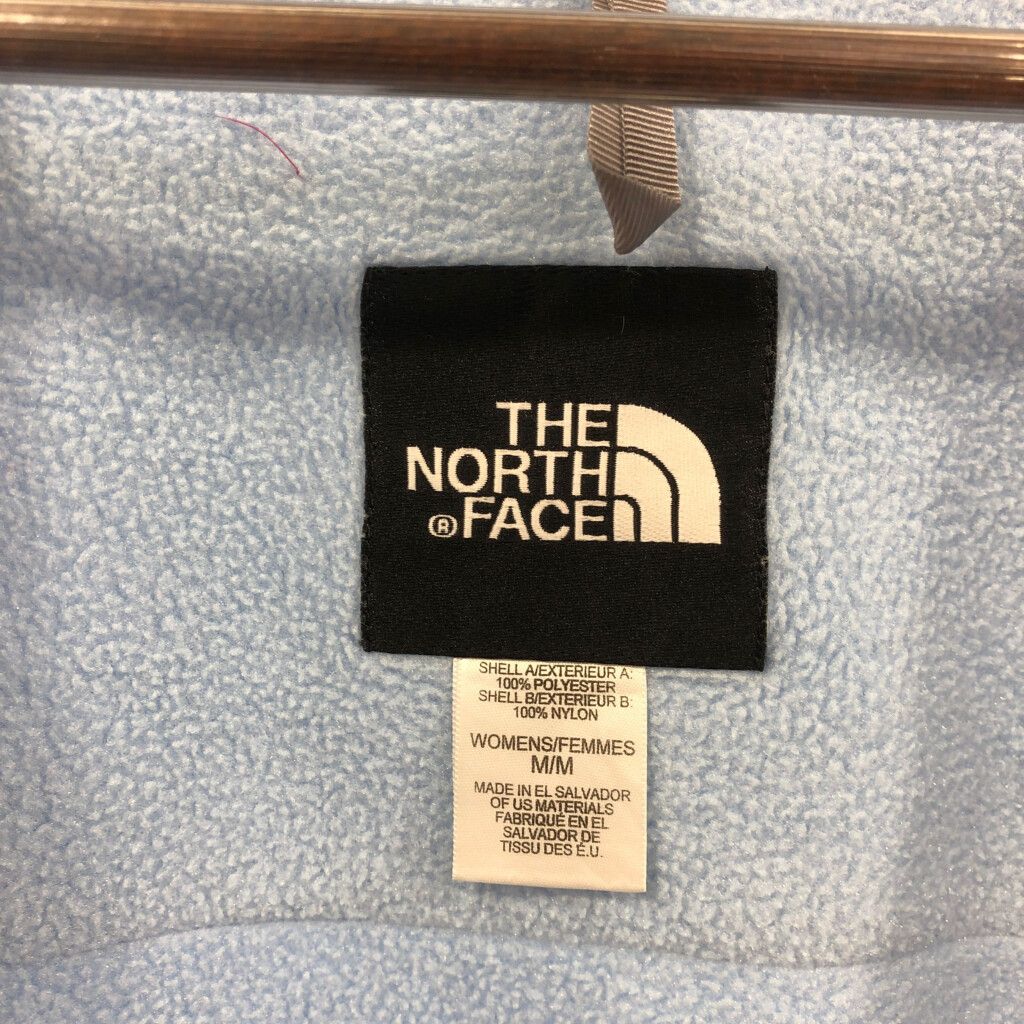 THE
NORTH
® FACE
SHELL A/EXTERIEUR A:
100% POLYESTER
SHELL B/EXTERIEUR B:
100% NYLON
WOMENS/FEMMES
M/M
MADE IN EL SALVADOR
OF US MATERIALS
FABRIQUÉ EN EL
SALVADOR DE
TISSU DES É.U.